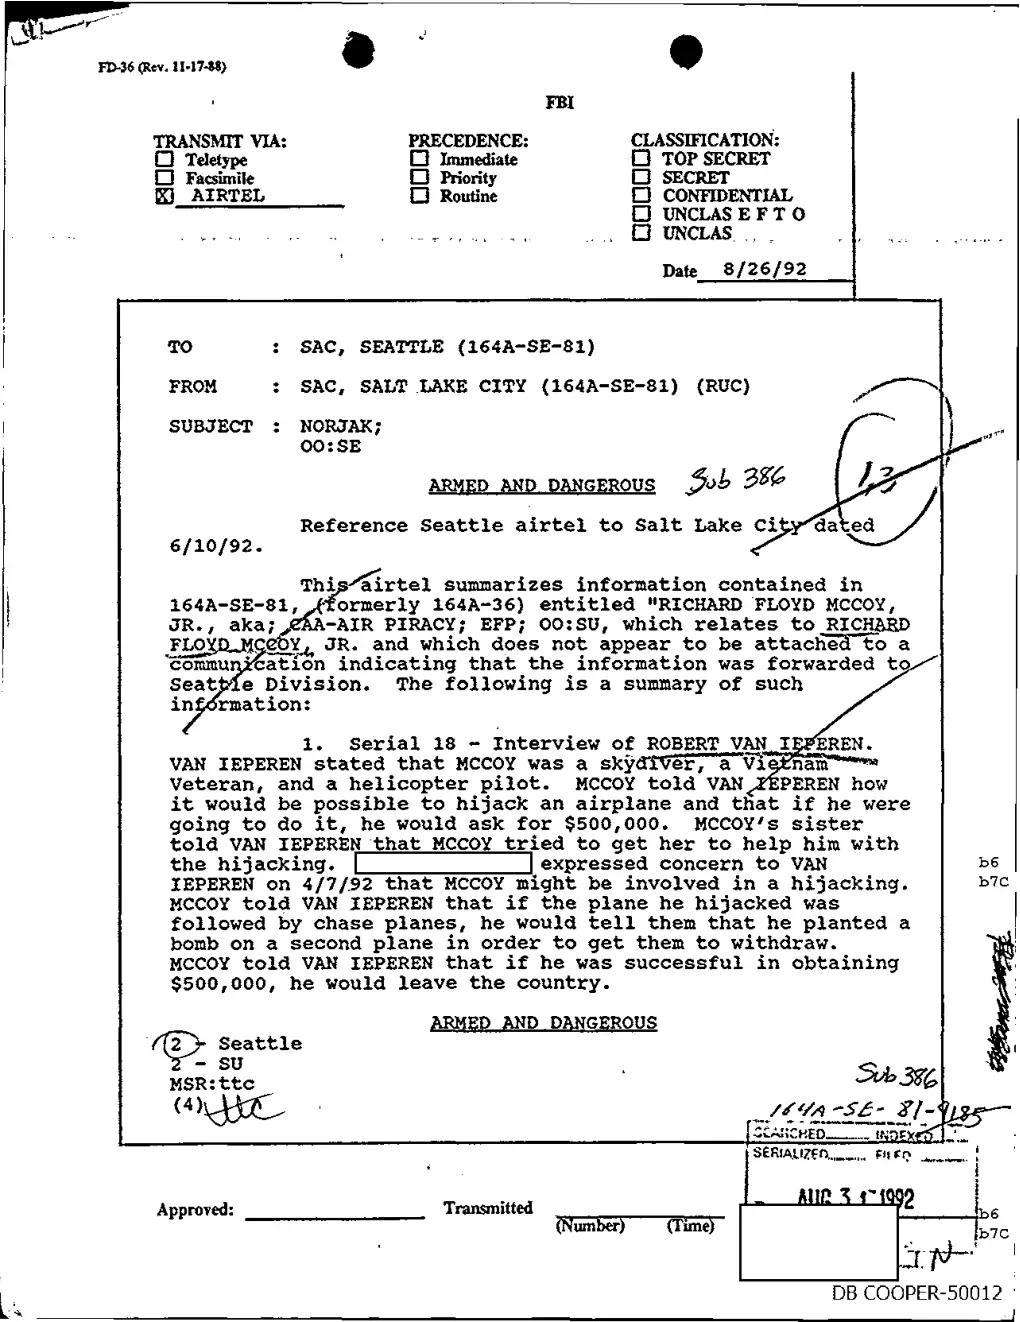 FD-36 (Rev. 11-17-88)
FBI
TRANSMIT VIA:
☐ Teletype
☐ Facsimile
☒ AIRTEL
PRECEDENCE:
☐ Immediate
☐ Priority
☐ Routine
CLASSIFICATION:
☐ TOP SECRET
☐ SECRET
☐ CONFIDENTIAL
☐ UNCLAS E F T O
☐ UNCLAS
Date 8/26/92
TO : SAC, SEATTLE (164A-SE-81)
FROM : SAC, SALT LAKE CITY (164A-SE-81) (RUC)
SUBJECT : NORJAK;
OO:SE
ARMED AND DANGEROUS Sub 386
13
Reference Seattle airtel to Salt Lake City dated
6/10/92.
This airtel summarizes information contained in
164A-SE-81, (formerly 164A-36) entitled "RICHARD FLOYD MCCOY,
JR., aka; CAA-AIR PIRACY; EFP; OO:SU, which relates to RICHARD
FLOYD MCCOY, JR. and which does not appear to be attached to a
communication indicating that the information was forwarded to
Seattle Division. The following is a summary of such
information:
1. Serial 18 - Interview of ROBERT VAN IEPEREN.
VAN IEPEREN stated that MCCOY was a skydiver, a Vietnam
Veteran, and a helicopter pilot. MCCOY told VAN IEPEREN how
it would be possible to hijack an airplane and that if he were
going to do it, he would ask for $500,000. MCCOY's sister
told VAN IEPEREN that MCCOY tried to get her to help him with
the hijacking. expressed concern to VAN
IEPEREN on 4/7/92 that MCCOY might be involved in a hijacking.
MCCOY told VAN IEPEREN that if the plane he hijacked was
followed by chase planes, he would tell them that he planted a
bomb on a second plane in order to get them to withdraw.
MCCOY told VAN IEPEREN that if he was successful in obtaining
$500,000, he would leave the country.
b6
b7C
ARMED AND DANGEROUS
2 - Seattle
2 - SU
MSR:ttc
(4) ttc
Sub 386
164A-SE-81-9185
SEARCHED INDEXED
SERIALIZED FILED
AUG 31 1992
Approved: Transmitted
(Number) (Time)
b6
b7C
DB COOPER-50012